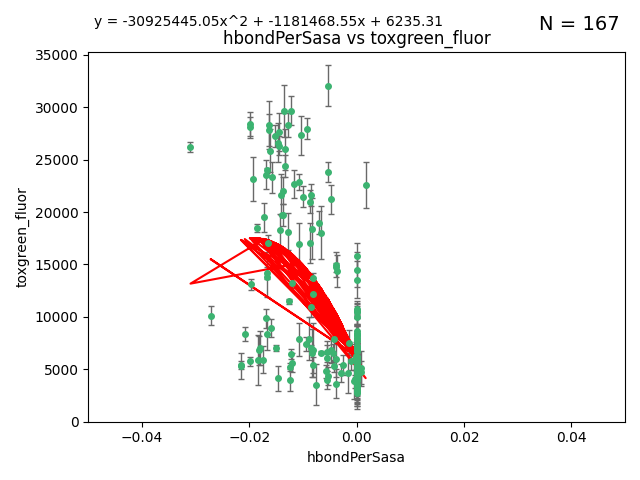 y = -30925445.05x^2 + -1181468.55x + 6235.31
N = 167
hbondPerSasa vs toxgreen_fluor
35000
30000
25000
20000
15000
10000
5000
0
toxgreen_fluor
−0.04
−0.02
0.00
0.02
0.04
hbondPerSasa